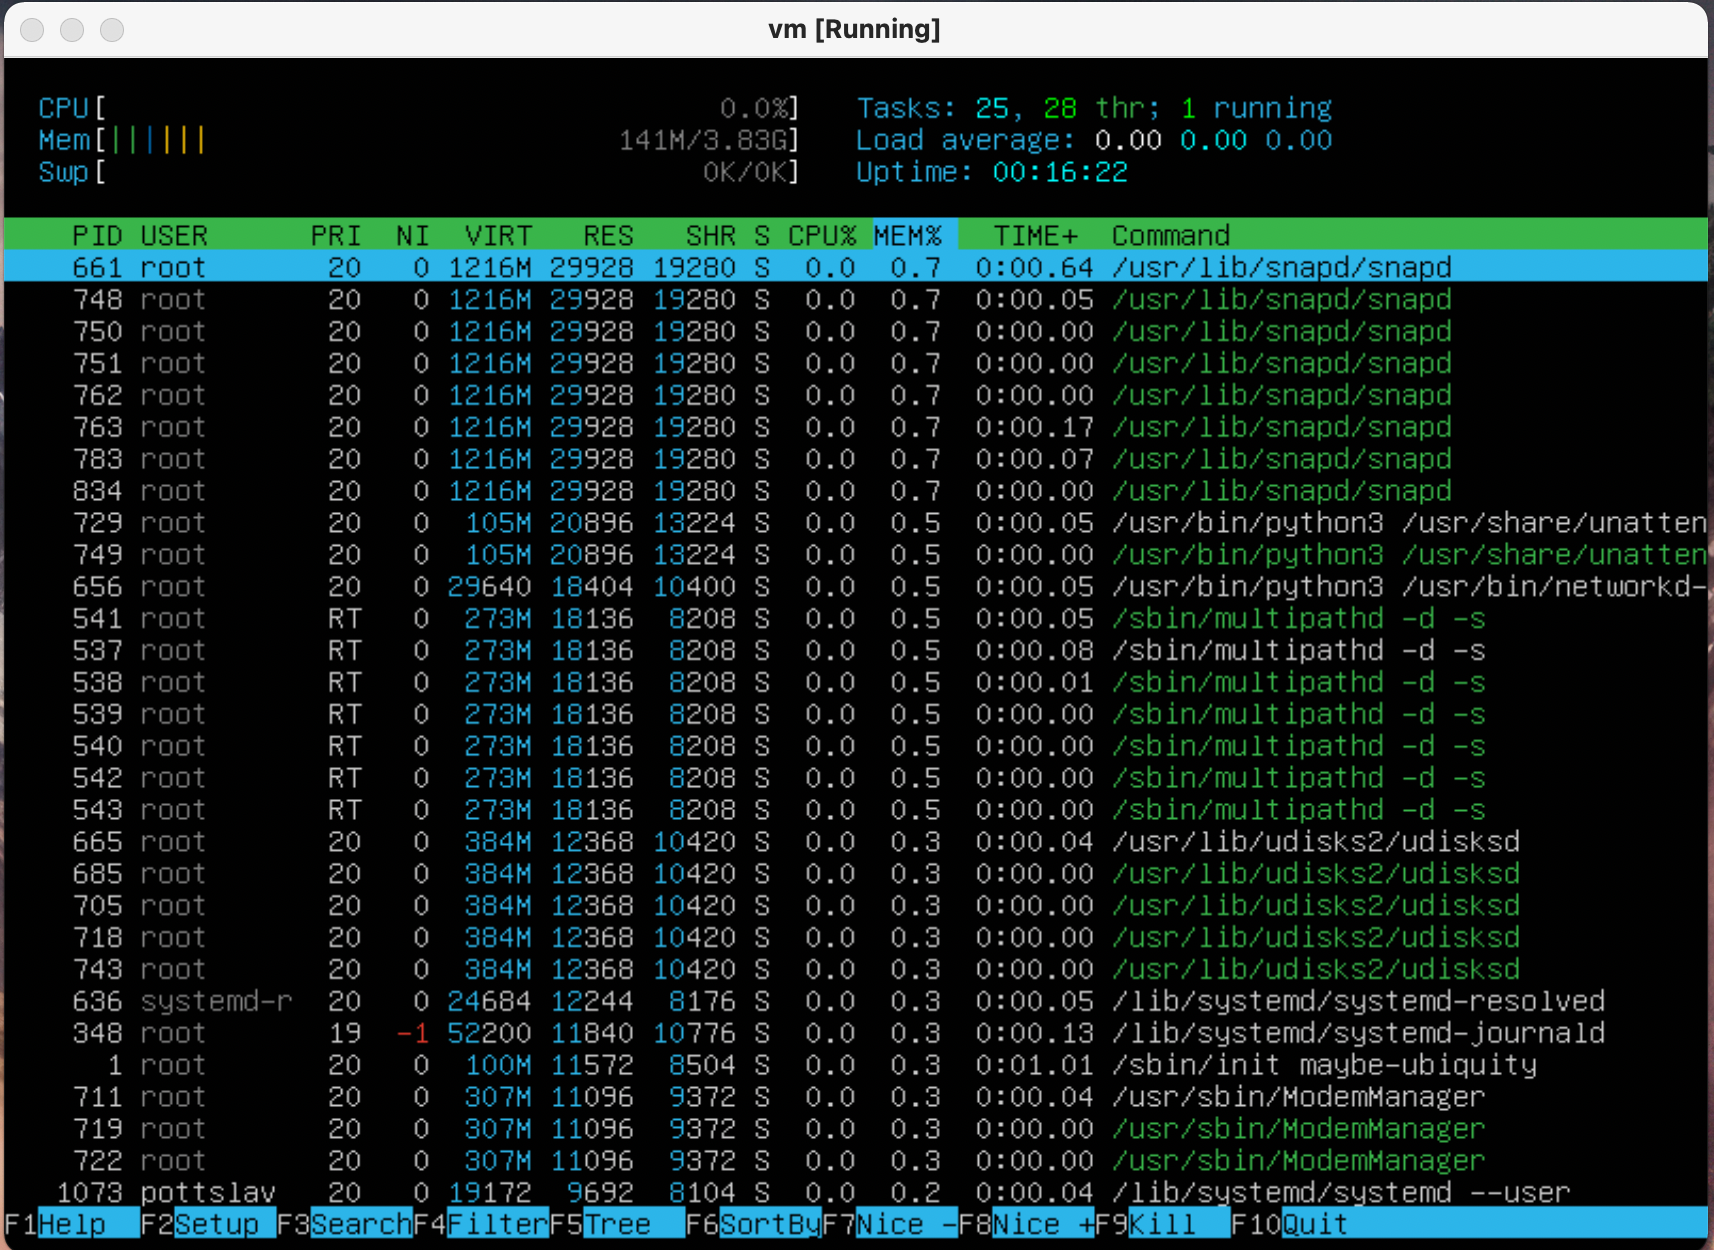 vm [Running]
CPU[ 0.0%] Tasks: 25, 28 thr; 1 running
Mem[|||||| 141M/3.83G] Load average: 0.00 0.00 0.00
Swp[ 0K/0K] Uptime: 00:16:22
PID USER PRI NI VIRT RES SHR S CPU% MEM% TIME+ Command
661 root 20 0 1216M 29928 19280 S 0.0 0.7 0:00.64 /usr/lib/snapd/snapd
748 root 20 0 1216M 29928 19280 S 0.0 0.7 0:00.05 /usr/lib/snapd/snapd
750 root 20 0 1216M 29928 19280 S 0.0 0.7 0:00.00 /usr/lib/snapd/snapd
751 root 20 0 1216M 29928 19280 S 0.0 0.7 0:00.00 /usr/lib/snapd/snapd
762 root 20 0 1216M 29928 19280 S 0.0 0.7 0:00.00 /usr/lib/snapd/snapd
763 root 20 0 1216M 29928 19280 S 0.0 0.7 0:00.17 /usr/lib/snapd/snapd
783 root 20 0 1216M 29928 19280 S 0.0 0.7 0:00.07 /usr/lib/snapd/snapd
834 root 20 0 1216M 29928 19280 S 0.0 0.7 0:00.00 /usr/lib/snapd/snapd
729 root 20 0 105M 20896 13224 S 0.0 0.5 0:00.05 /usr/bin/python3 /usr/share/unatten
749 root 20 0 105M 20896 13224 S 0.0 0.5 0:00.00 /usr/bin/python3 /usr/share/unatten
656 root 20 0 29640 18404 10400 S 0.0 0.5 0:00.05 /usr/bin/python3 /usr/bin/networkd-
541 root RT 0 273M 18136 8208 S 0.0 0.5 0:00.05 /sbin/multipathd -d -s
537 root RT 0 273M 18136 8208 S 0.0 0.5 0:00.08 /sbin/multipathd -d -s
538 root RT 0 273M 18136 8208 S 0.0 0.5 0:00.01 /sbin/multipathd -d -s
539 root RT 0 273M 18136 8208 S 0.0 0.5 0:00.00 /sbin/multipathd -d -s
540 root RT 0 273M 18136 8208 S 0.0 0.5 0:00.00 /sbin/multipathd -d -s
542 root RT 0 273M 18136 8208 S 0.0 0.5 0:00.00 /sbin/multipathd -d -s
543 root RT 0 273M 18136 8208 S 0.0 0.5 0:00.00 /sbin/multipathd -d -s
665 root 20 0 384M 12368 10420 S 0.0 0.3 0:00.04 /usr/lib/udisks2/udisksd
685 root 20 0 384M 12368 10420 S 0.0 0.3 0:00.00 /usr/lib/udisks2/udisksd
705 root 20 0 384M 12368 10420 S 0.0 0.3 0:00.00 /usr/lib/udisks2/udisksd
718 root 20 0 384M 12368 10420 S 0.0 0.3 0:00.00 /usr/lib/udisks2/udisksd
743 root 20 0 384M 12368 10420 S 0.0 0.3 0:00.00 /usr/lib/udisks2/udisksd
636 systemd-r 20 0 24684 12244 8176 S 0.0 0.3 0:00.05 /lib/systemd/systemd-resolved
348 root 19 -1 52200 11840 10776 S 0.0 0.3 0:00.13 /lib/systemd/systemd-journald
1 root 20 0 100M 11572 8504 S 0.0 0.3 0:01.01 /sbin/init maybe-ubiquity
711 root 20 0 307M 11096 9372 S 0.0 0.3 0:00.04 /usr/sbin/ModemManager
719 root 20 0 307M 11096 9372 S 0.0 0.3 0:00.00 /usr/sbin/ModemManager
722 root 20 0 307M 11096 9372 S 0.0 0.3 0:00.00 /usr/sbin/ModemManager
1073 pottslav 20 0 19172 9692 8104 S 0.0 0.2 0:00.04 /lib/systemd/systemd --user
F1Help F2Setup F3SearchF4FilterF5Tree F6SortByF7Nice -F8Nice +F9Kill F10Quit